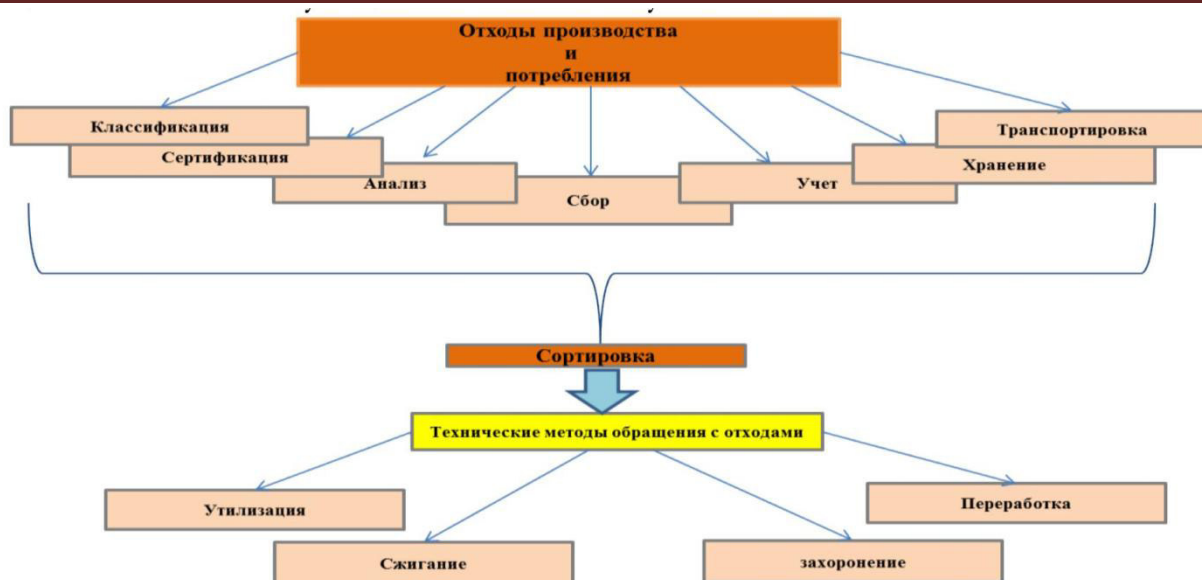 Отходы производства
и
потребления
Классификация
Сертификация
Анализ
Сбор
Учет
Хранение
Транспортировка
Сортировка
Технические методы обращения с отходами
Утилизация
Сжигание
захоронение
Переработка